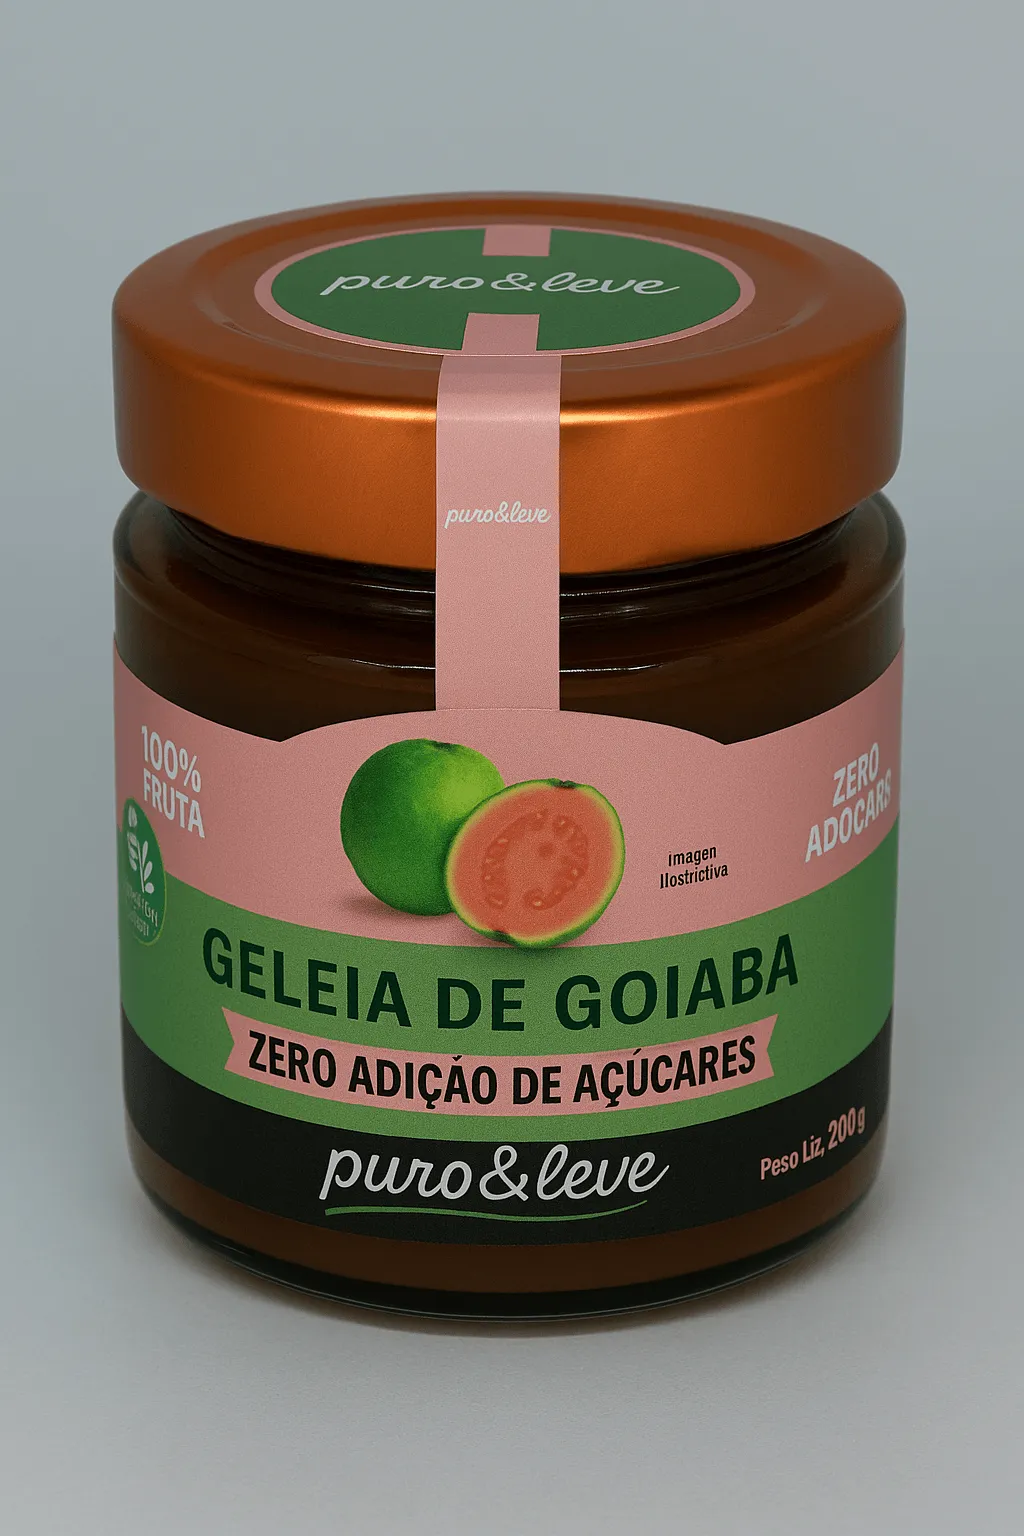 puro&leve
puro&leve
100%
FRUTA
ZERO
ADOCARS
imagen
Ilostrictiva
GELEIA DE GOIABA
ZERO ADIÇÃO DE AÇÚCARES
puro&leve
Peso Liz, 200g